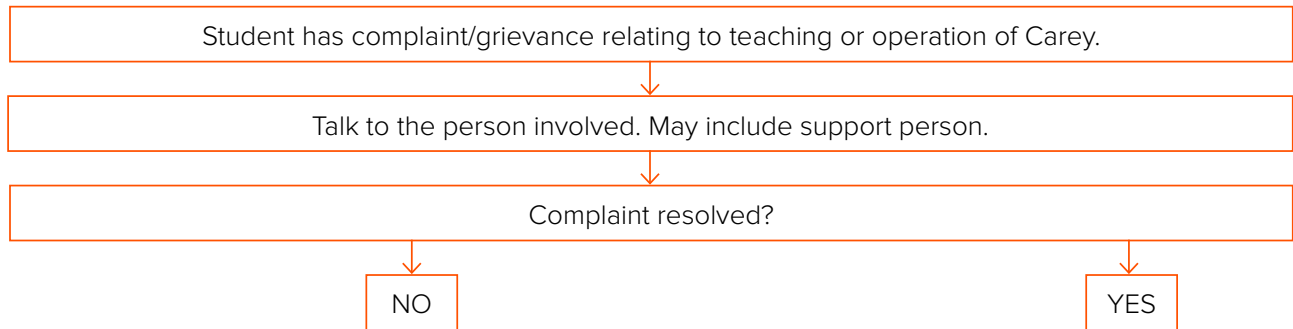 Student has complaint/grievance relating to teaching or operation of Carey.
Talk to the person involved. May include support person.
Complaint resolved?
NO
YES